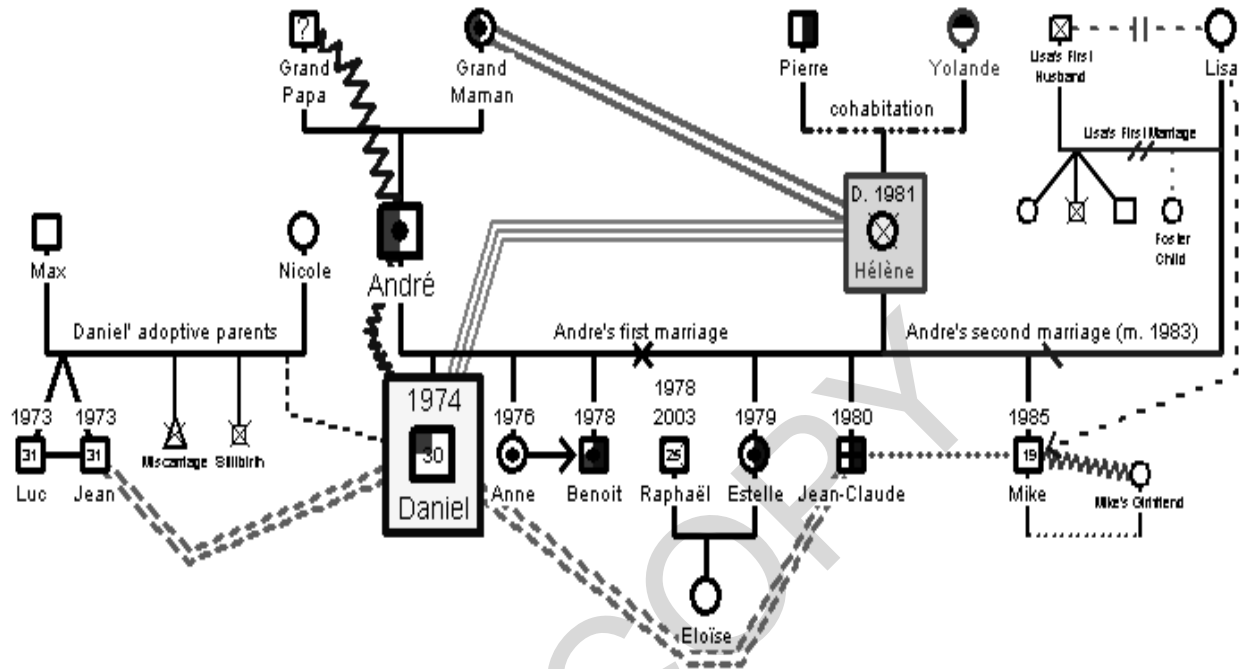 ?
Grand
Papa
Grand
Maman
Pierre
Yolande
Lisa's First
Husband
Lisa
cohabitation
Lisa's First Marriage
D. 1981
Hélène
Foster
Child
Max
Nicole
André
Daniel' adoptive parents
Andre's first marriage
Andre's second marriage (m. 1983)
1973
1973
31
31
Luc
Jean
Miscarriage
Stillbirth
1974
30
Daniel
1976
Anne
1978
Benoit
1978
2003
25
Raphaël
1979
Estelle
1980
Jean-Claude
1985
19
Mike
Mike's Girlfriend
Eloïse
COPY